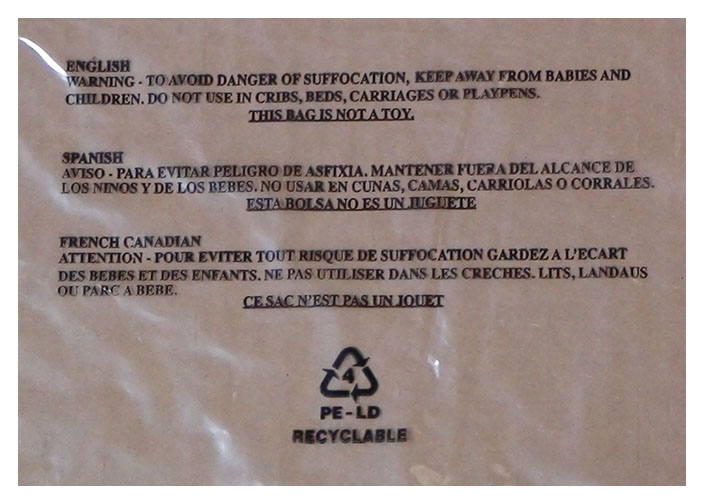 ENGLISH
WARNING - TO AVOID DANGER OF SUFFOCATION, KEEP AWAY FROM BABIES AND
CHILDREN. DO NOT USE IN CRIBS, BEDS, CARRIAGES OR PLAYPENS.
THIS BAG IS NOT A TOY.
SPANISH
AVISO - PARA EVITAR PELIGRO DE ASFIXIA. MANTENER FUERA DEL ALCANCE DE
LOS NINOS Y DE LOS BEBES. NO USAR EN CUNAS, CAMAS, CARRIOLAS O CORRALES.
ESTA BOLSA NO ES UN JUGUETE
FRENCH CANADIAN
ATTENTION - POUR EVITER TOUT RISQUE DE SUFFOCATION GARDEZ A L'ECART
DES BEBES ET DES ENFANTS. NE PAS UTILISER DANS LES CRECHES. LITS, LANDAUS
OU PARC A BEBE.
CE SAC N'EST PAS UN JOUET
4
PE-LD
RECYCLABLE